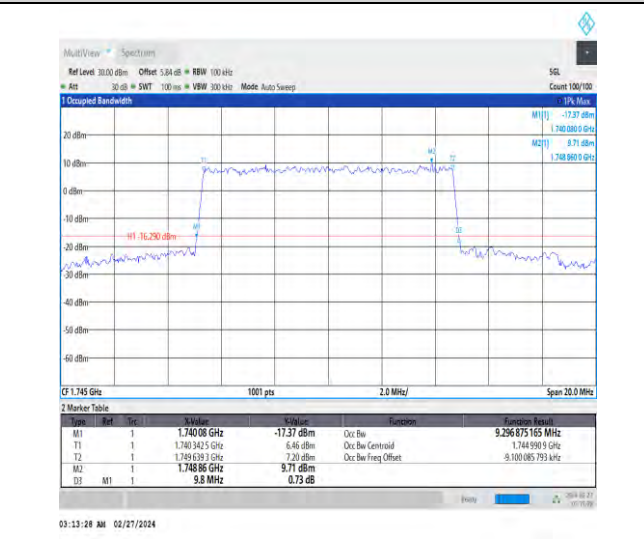 MultiView Spectrum
Ref Level 30.00 dBm Offset 5.84 dB RBW 100 kHz SGL
Att 30 dB SWT 100 ms VBW 300 kHz Mode Auto Sweep Count 100/100
1 Occupied Bandwidth 1Pk Max
M1[1] -17.37 dBm
1.740 080 0 GHz
M2[1] 9.71 dBm
1.748 860 0 GHz
20 dBm
M2
T1 T2
10 dBm
0 dBm
-10 dBm
M1
D3
H1 -16.290 dBm
-20 dBm
-30 dBm
-40 dBm
-50 dBm
-60 dBm
CF 1.745 GHz 1001 pts 2.0 MHz/ Span 20.0 MHz
2 Marker Table
Type Ref Trc X-Value Y-Value Function Function Result
M1 1 1.740 08 GHz -17.37 dBm Occ Bw 9.296 875 165 MHz
T1 1 1.740 342 5 GHz 6.46 dBm Occ Bw Centroid 1.744 990 9 GHz
T2 1 1.749 639 3 GHz 7.20 dBm Occ Bw Freq Offset -9.100 085 793 kHz
M2 1 1.748 86 GHz 9.71 dBm
D3 M1 1 9.8 MHz 0.73 dB
Ready
03:13:28 AM 02/27/2024